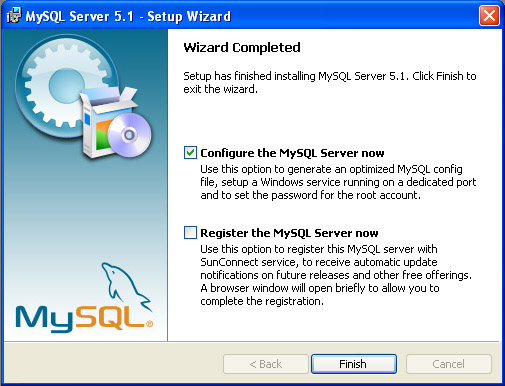 MySQL Server 5.1 - Setup Wizard
Wizard Completed
Setup has finished installing MySQL Server 5.1. Click Finish to
exit the wizard.
Configure the MySQL Server now
Use this option to generate an optimized MySQL config
file, setup a Windows service running on a dedicated port
and to set the password for the root account.
Register the MySQL Server now
Use this option to register this MySQL server with
SunConnect service, to receive automatic update
notifications on future releases and other free offerings.
A browser window will open briefly to allow you to
complete the registration.
MySQL®
< Back
Finish
Cancel